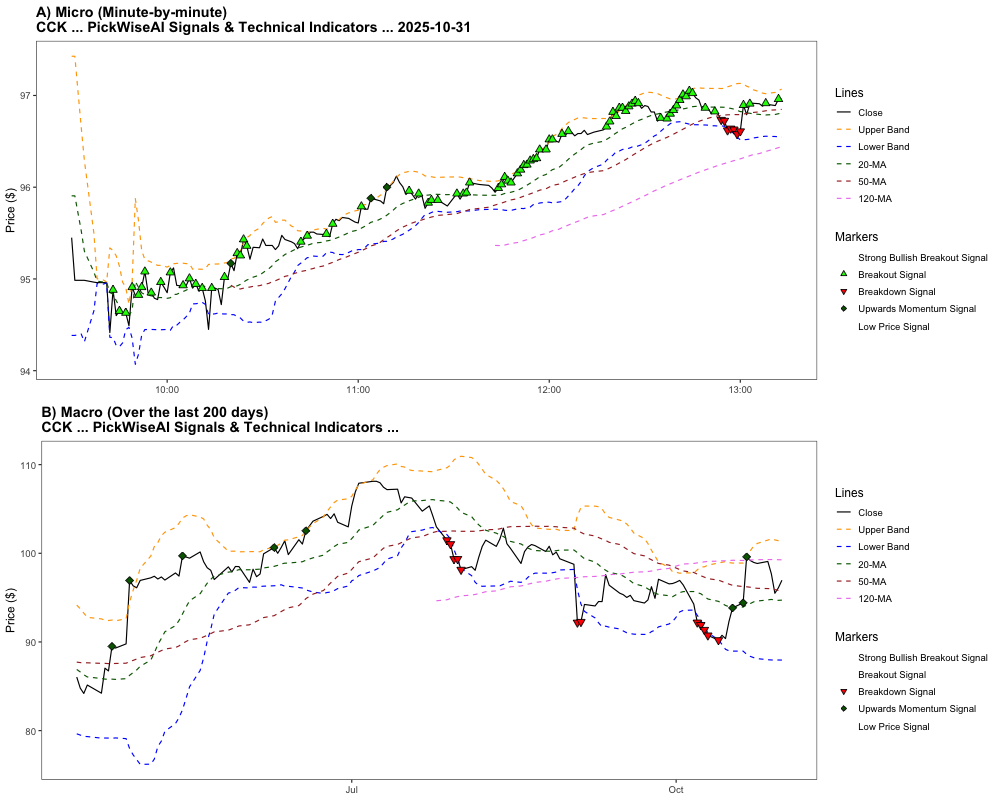 A) Micro (Minute-by-minute)
CCK ... PickWiseAI Signals & Technical Indicators ... 2025-10-31
Price ($)
97
96
95
94
10:00
11:00
12:00
13:00
Lines
Close
Upper Band
Lower Band
20-MA
50-MA
120-MA
Markers
Strong Bullish Breakout Signal
Breakout Signal
Breakdown Signal
Upwards Momentum Signal
Low Price Signal
B) Macro (Over the last 200 days)
CCK ... PickWiseAI Signals & Technical Indicators ...
Price ($)
110
100
90
80
Jul
Oct
Lines
Close
Upper Band
Lower Band
20-MA
50-MA
120-MA
Markers
Strong Bullish Breakout Signal
Breakout Signal
Breakdown Signal
Upwards Momentum Signal
Low Price Signal